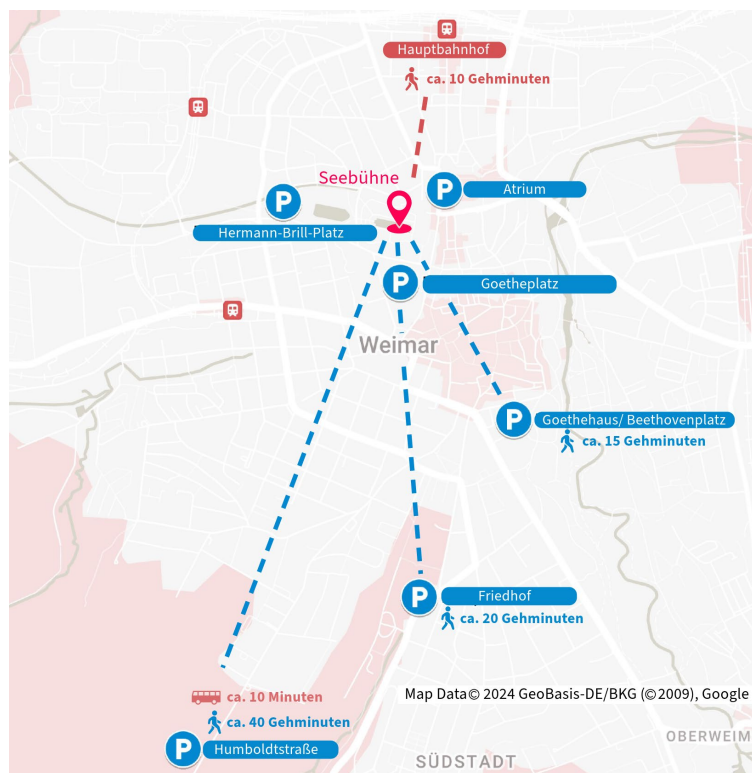 Hauptbahnhof
ca. 10 Gehminuten
Seebühne
P
Atrium
P
Hermann-Brill-Platz
P
Goetheplatz
Weimar
P
Goethehaus/ Beethovenplatz
ca. 15 Gehminuten
P
Friedhof
ca. 20 Gehminuten
Map Data© 2024 GeoBasis-DE/BKG (©2009), Google
ca. 10 Minuten
ca. 40 Gehminuten
P
Humboldtstraße
OBERWEIM
SÜDSTADT